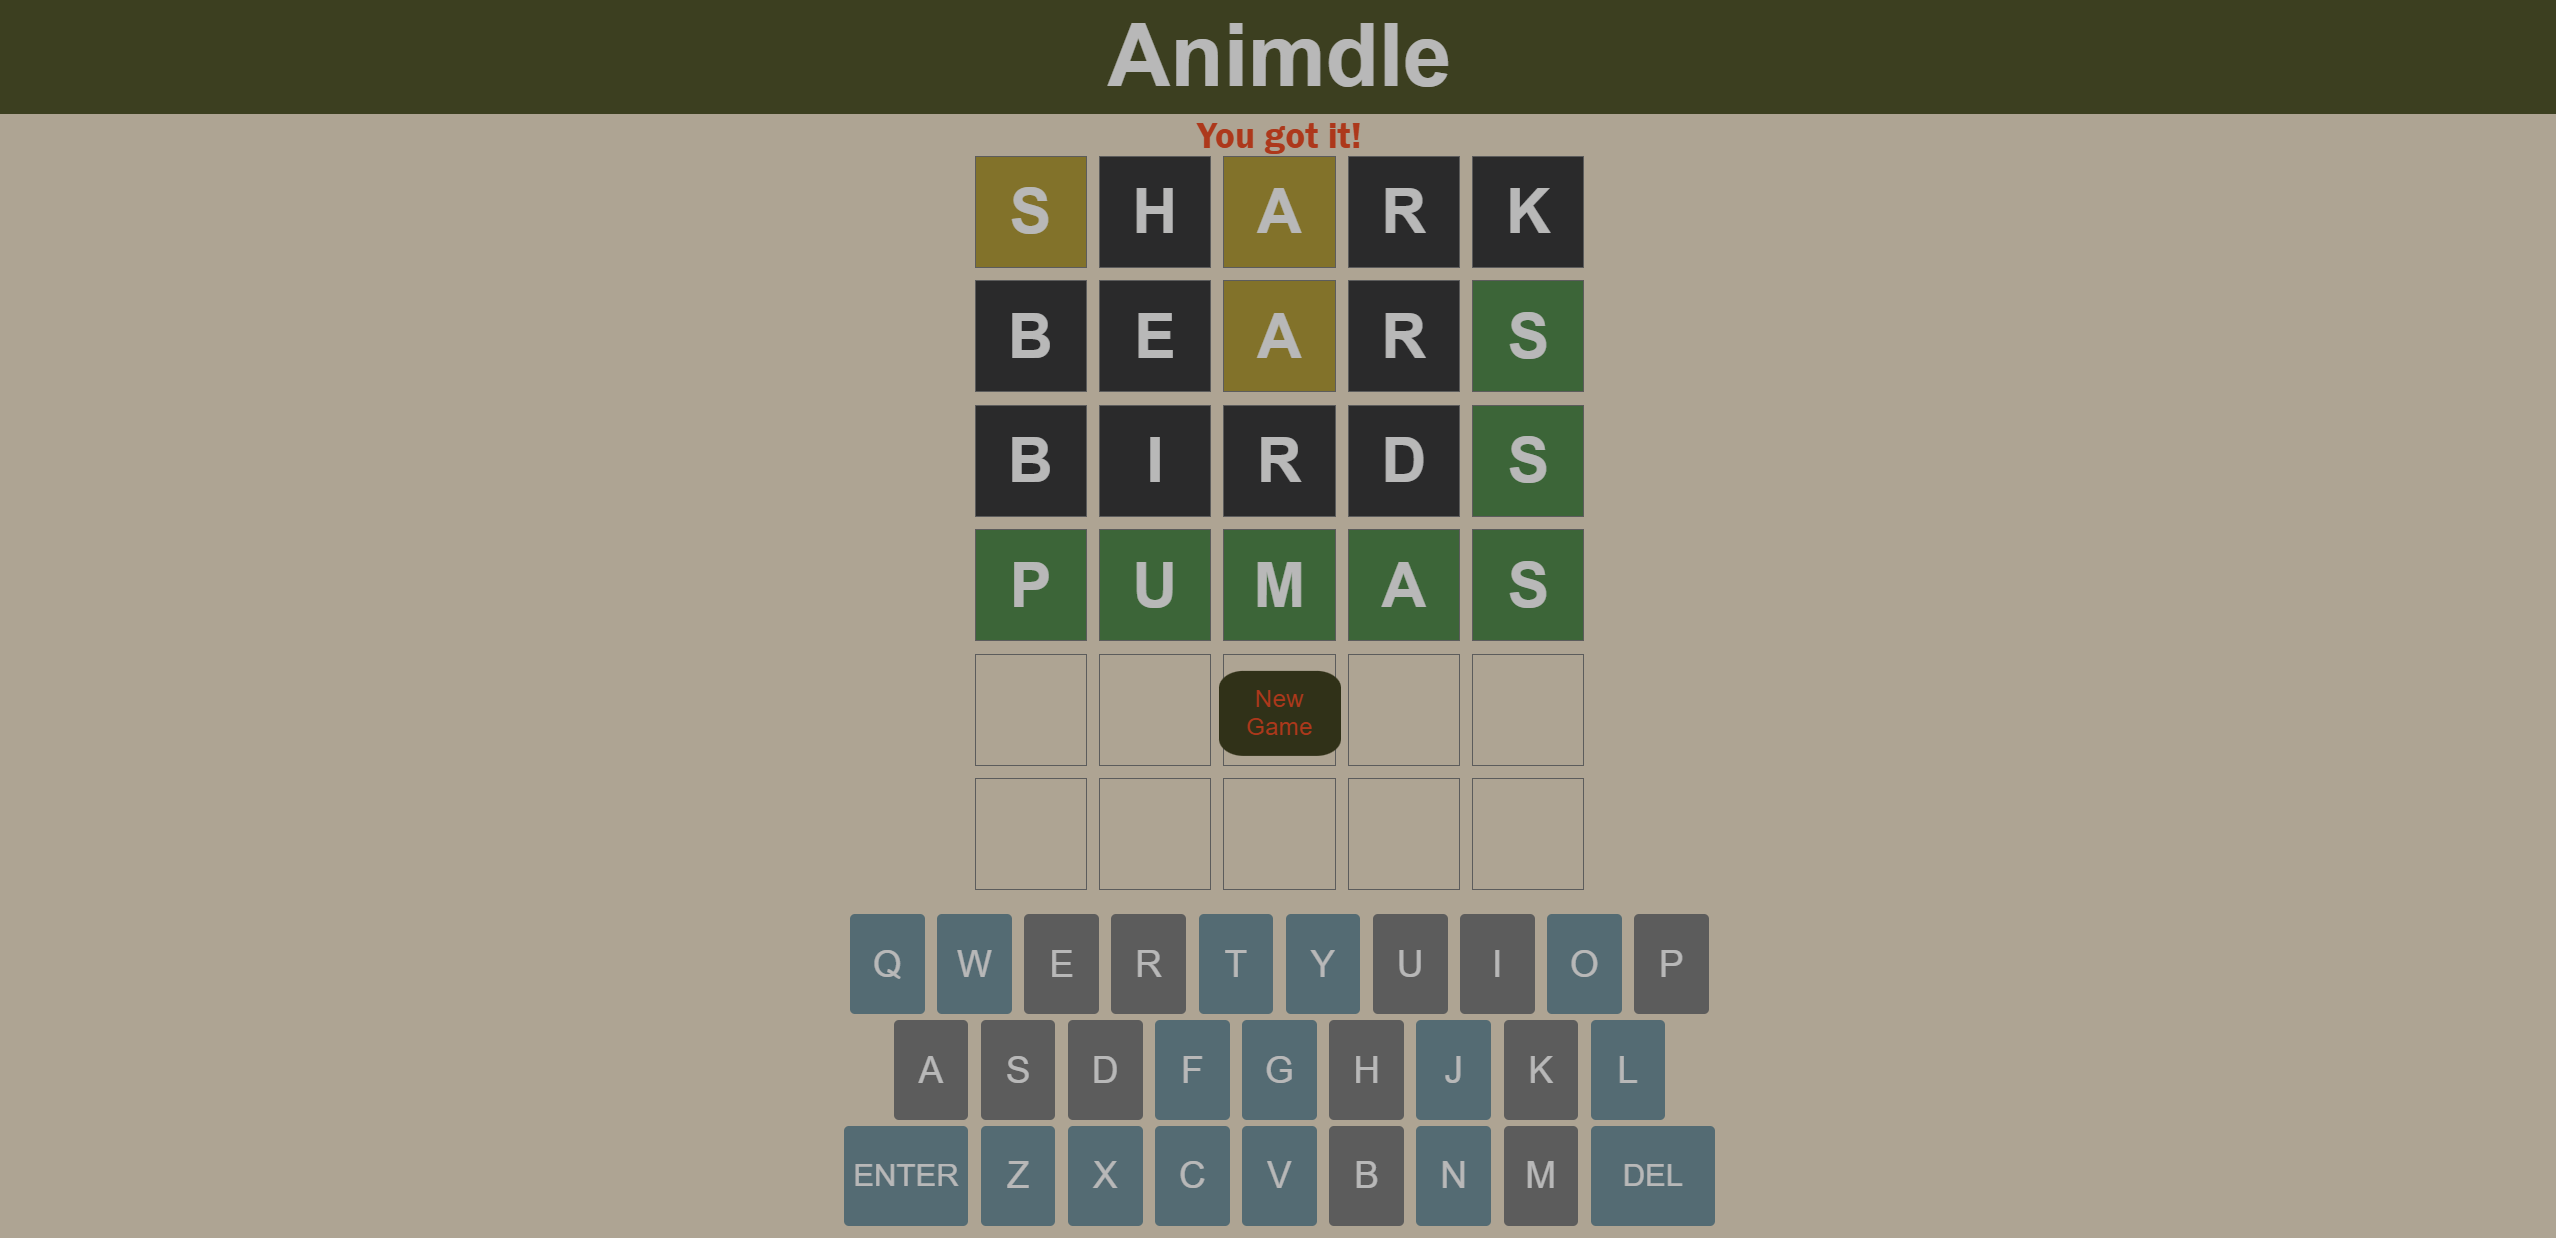 Animdle
You got it!
S H A R K
B E A R S
B I R D S
P U M A S
New
Game
Q W E R T Y U I O P
A S D F G H J K L
ENTER Z X C V B N M DEL